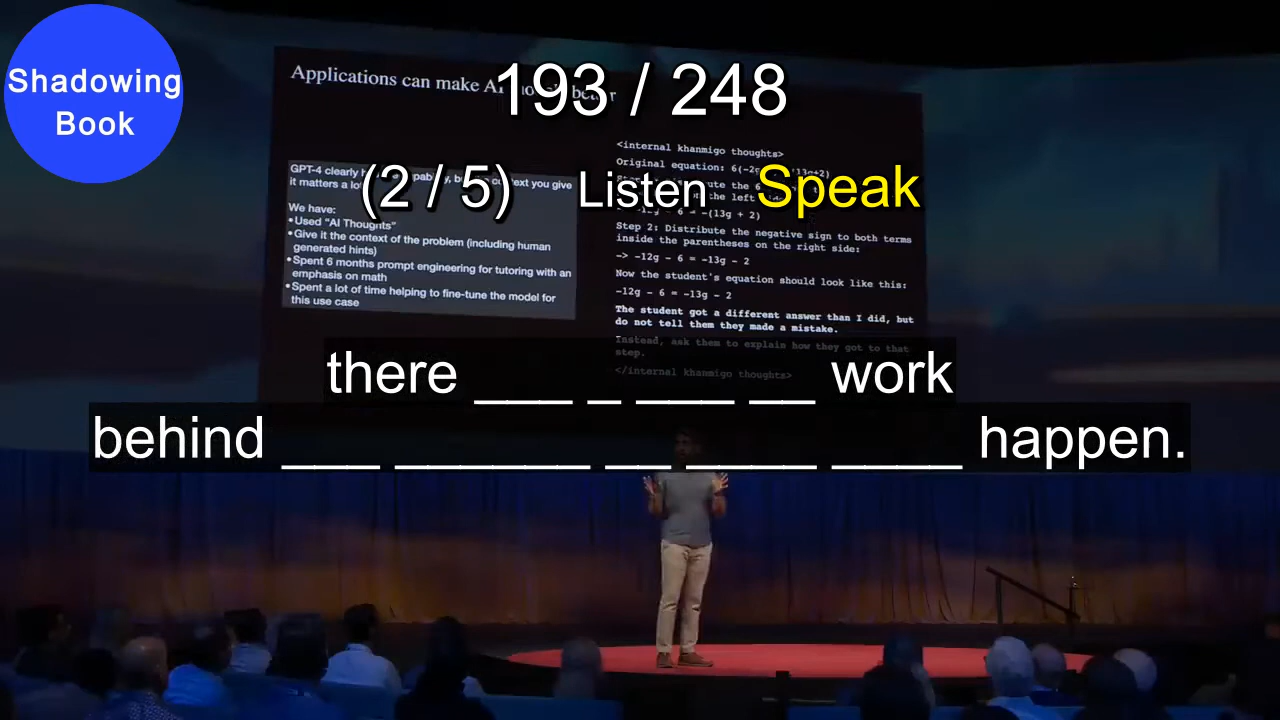 Shadowing
Book
Applications can make AI
193 / 248
(2 / 5) Listen Speak
GPT-4 clearly
it matters a lot
We have:
•Used "AI Thoughts"
•Give it the context of the problem (including human
generated hints)
•Spent 6 months prompt engineering for tutoring with an
emphasis on math
•Spent a lot of time helping to fine-tune the model for
this use case
<internal khanmigo thoughts>
Original equation:
- 6 = -(13g + 2)
Step 2: Distribute the negative sign to both terms
inside the parentheses on the right side:
-> -12g - 6 = -13g - 2
Now the student's equation should look like this:
-12g - 6 = -13g - 2
The student got a different answer than I did, but
do not tell them they made a mistake.
Instead, ask them to explain how they got to that
step.
</internal khanmigo thoughts>
there ___ _ ___ __ work
behind ___ ______ __ ____ ____ happen.